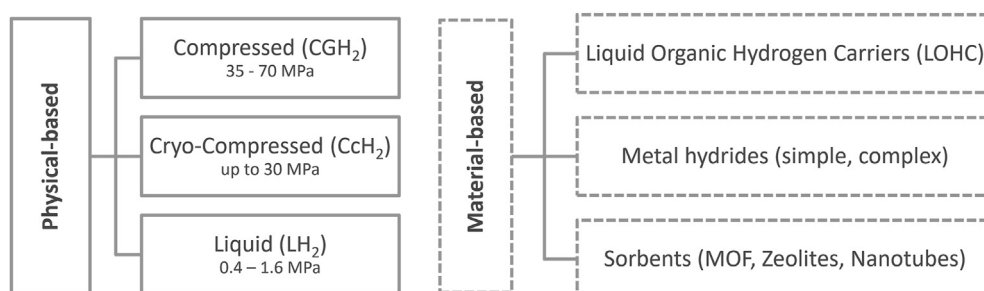 Physical-based
Compressed (CGH₂)
35 - 70 MPa
Cryo-Compressed (CcH₂)
up to 30 MPa
Liquid (LH₂)
0.4 – 1.6 MPa
Material-based
Liquid Organic Hydrogen Carriers (LOHC)
Metal hydrides (simple, complex)
Sorbents (MOF, Zeolites, Nanotubes)